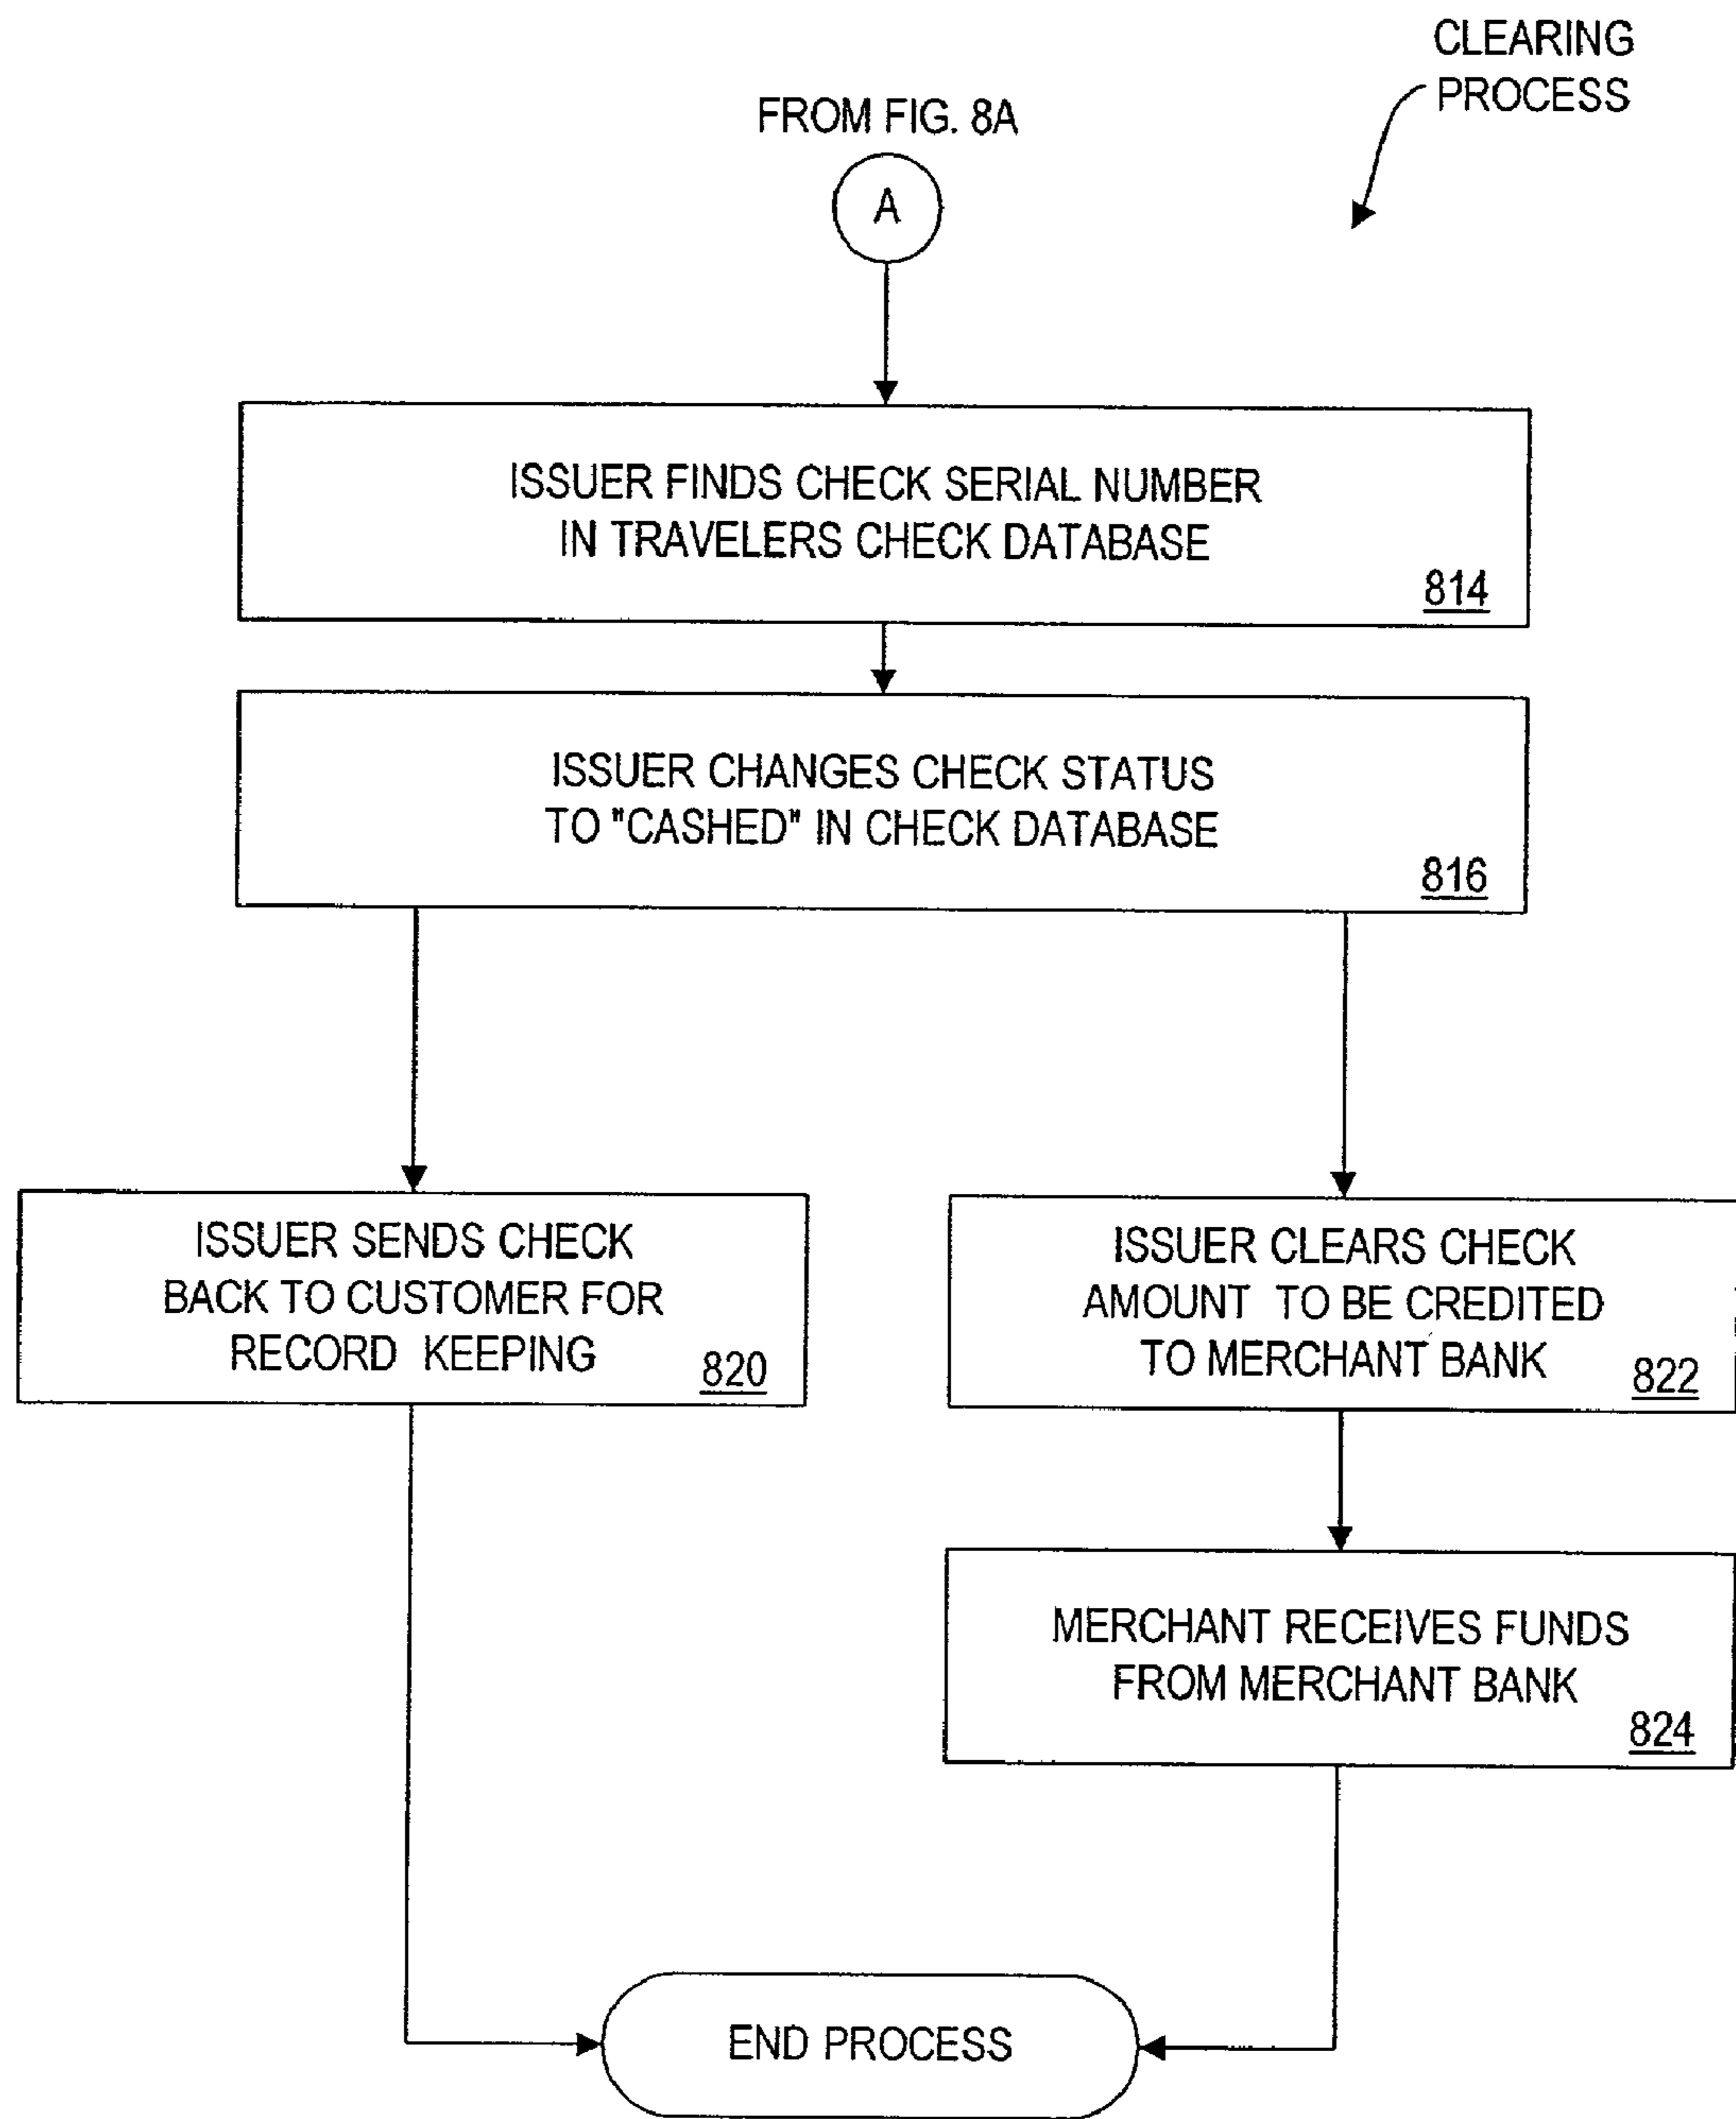 CLEARING
PROCESS
FROM FIG. 8A
A
ISSUER FINDS CHECK SERIAL NUMBER
IN TRAVELERS CHECK DATABASE
814
ISSUER CHANGES CHECK STATUS
TO "CASHED" IN CHECK DATABASE
816
ISSUER SENDS CHECK
BACK TO CUSTOMER FOR
RECORD KEEPING
820
ISSUER CLEARS CHECK
AMOUNT TO BE CREDITED
TO MERCHANT BANK
822
MERCHANT RECEIVES FUNDS
FROM MERCHANT BANK
824
END PROCESS